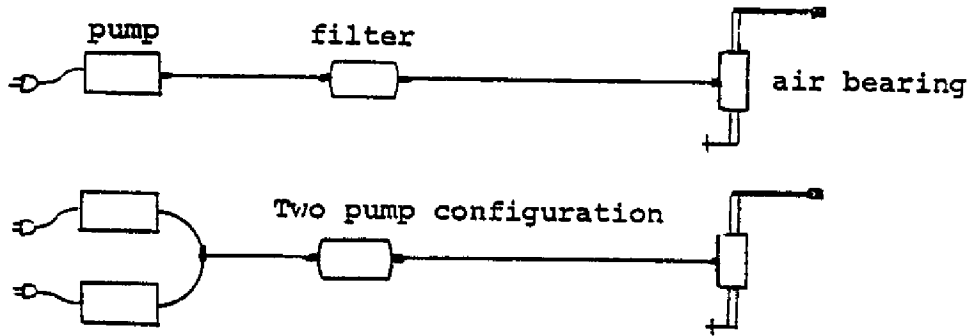 pump
filter
air bearing
Two pump configuration